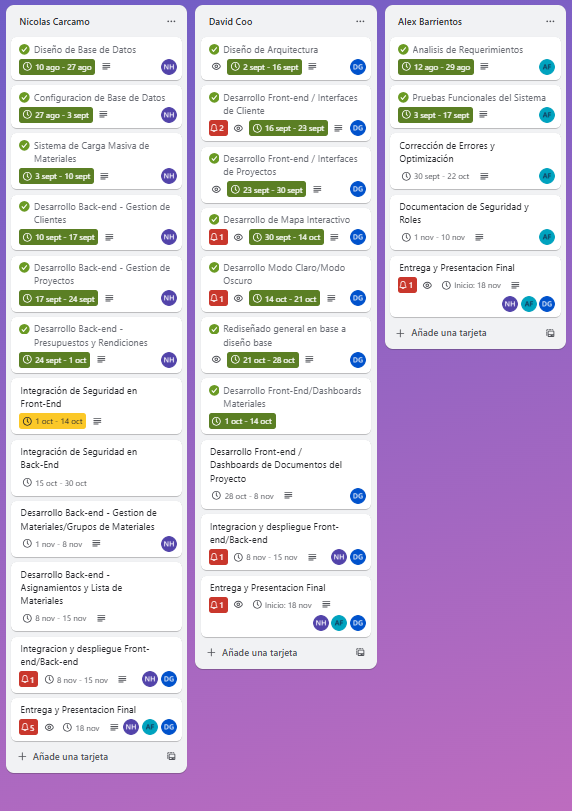 Nicolas Carcamo
Diseño de Base de Datos
10 ago - 27 ago
NH
Configuracion de Base de Datos
27 ago - 3 sept
NH
Sistema de Carga Masiva de
Materiales
3 sept - 10 sept
NH
Desarrollo Back-end - Gestion de
Clientes
10 sept - 17 sept
NH
Desarrollo Back-end - Gestion de
Proyectos
17 sept - 24 sept
NH
Desarrollo Back-end -
Presupuestos y Rendiciones
24 sept - 1 oct
NH
Integración de Seguridad en
Front-End
1 oct - 14 oct
Integración de Seguridad en
Back-End
15 oct - 30 oct
Desarrollo Back-end - Gestion de
Materiales/Grupos de Materiales
1 nov - 8 nov
NH
Desarrollo Back-end -
Asignamientos y Lista de
Materiales
8 nov - 15 nov
Integracion y despliegue Front-
end/Back-end
1 8 nov - 15 nov NH DG
Entrega y Presentacion Final
5 18 nov NH AF DG
Añade una tarjeta
David Coo
Diseño de Arquitectura
2 sept - 16 sept
DG
Desarrollo Front-end / Interfaces
de Cliente
2 16 sept - 23 sept DG
Desarrollo Front-end / Interfaces
de Proyectos
23 sept - 30 sept DG
Desarrollo de Mapa Interactivo
1 30 sept - 14 oct DG
Desarrollo Modo Claro/Modo
Oscuro
1 14 oct - 21 oct DG
Rediseñado general en base a
diseño base
21 oct - 28 oct DG
Desarrollo Front-End/Dashboards
Materiales
1 oct - 14 oct
Desarrollo Front-end /
Dashboards de Documentos del
Proyecto
28 oct - 8 nov DG
Integracion y despliegue Front-
end/Back-end
1 8 nov - 15 nov NH DG
Entrega y Presentacion Final
1 Inicio: 18 nov
NH AF DG
Añade una tarjeta
Alex Barrientos
Analisis de Requerimientos
12 ago - 29 ago AF
Pruebas Funcionales del Sistema
3 sept - 17 sept AF
Corrección de Errores y
Optimización
30 sept - 22 oct AF
Documentacion de Seguridad y
Roles
1 nov - 10 nov AF
Entrega y Presentacion Final
1 Inicio: 18 nov
NH AF DG
Añade una tarjeta